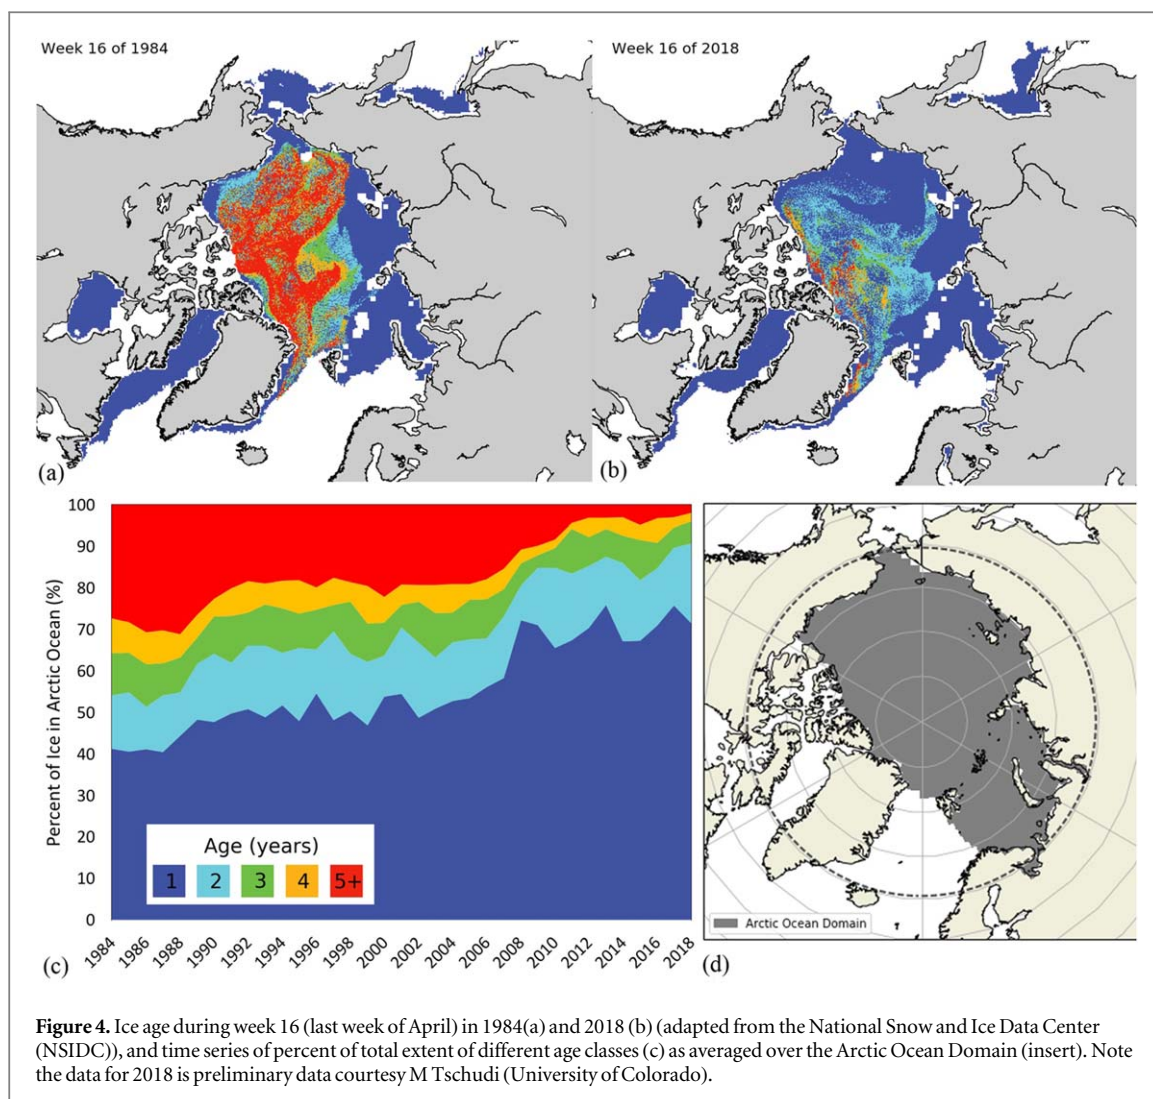 Week 16 of 1984
Week 16 of 2018
(a)
(b)
100
90
80
70
60
50
40
30
20
10
0
Percent of Ice in Arctic Ocean (%)
Age (years)
1 2 3 4 5+
1984 1986 1988 1990 1992 1994 1996 1998 2000 2002 2004 2006 2008 2010 2012 2014 2016 2018
(c)
Arctic Ocean Domain
(d)
Figure 4. Ice age during week 16 (last week of April) in 1984(a) and 2018 (b) (adapted from the National Snow and Ice Data Center
(NSIDC)), and time series of percent of total extent of different age classes (c) as averaged over the Arctic Ocean Domain (insert). Note
the data for 2018 is preliminary data courtesy M Tschudi (University of Colorado).